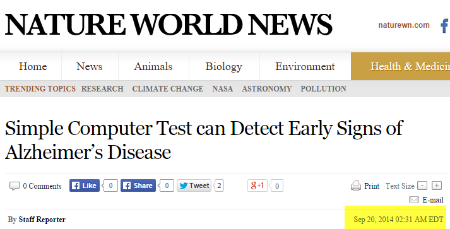 NATURE WORLD NEWS
naturewn.com f
Home News Animals Biology Environment Health & Medicin
TRENDING TOPICS RESEARCH CLIMATE CHANGE NASA ASTRONOMY POLLUTION
Simple Computer Test can Detect Early Signs of
Alzheimer's Disease
0 Comments f Like 0 f Share 0 Tweet 2 g+1 0 Print Text Size - +
E-mail
By Staff Reporter Sep 20, 2014 02:31 AM EDT